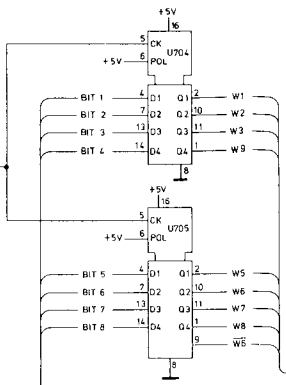 +5V
16
5 CK U704
+5V 6 POL
BIT 1 4 D1 Q1 2 W1
BIT 2 7 D2 Q2 10 W2
BIT 3 13 D3 Q3 11 W3
BIT 4 14 D4 Q4 1 W9
8
+5V
16
5 CK U705
+5V 6 POL
BIT 5 4 D1 Q1 2 W5
BIT 6 7 D2 Q2 10 W6
BIT 7 13 D3 Q3 11 W7
BIT 8 14 D4 Q4 1 W8
9 W6
8